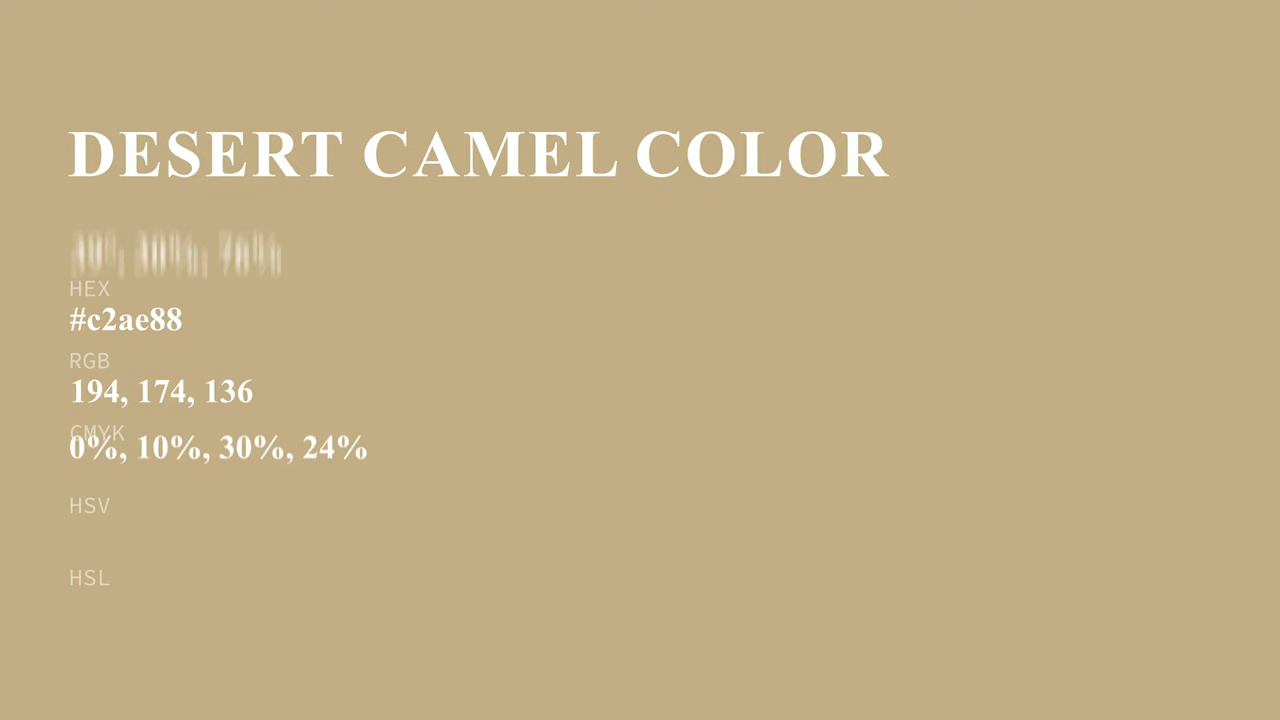 DESERT CAMEL COLOR
HEX
#c2ae88
RGB
194, 174, 136
CMYK
0%, 10%, 30%, 24%
HSV
HSL